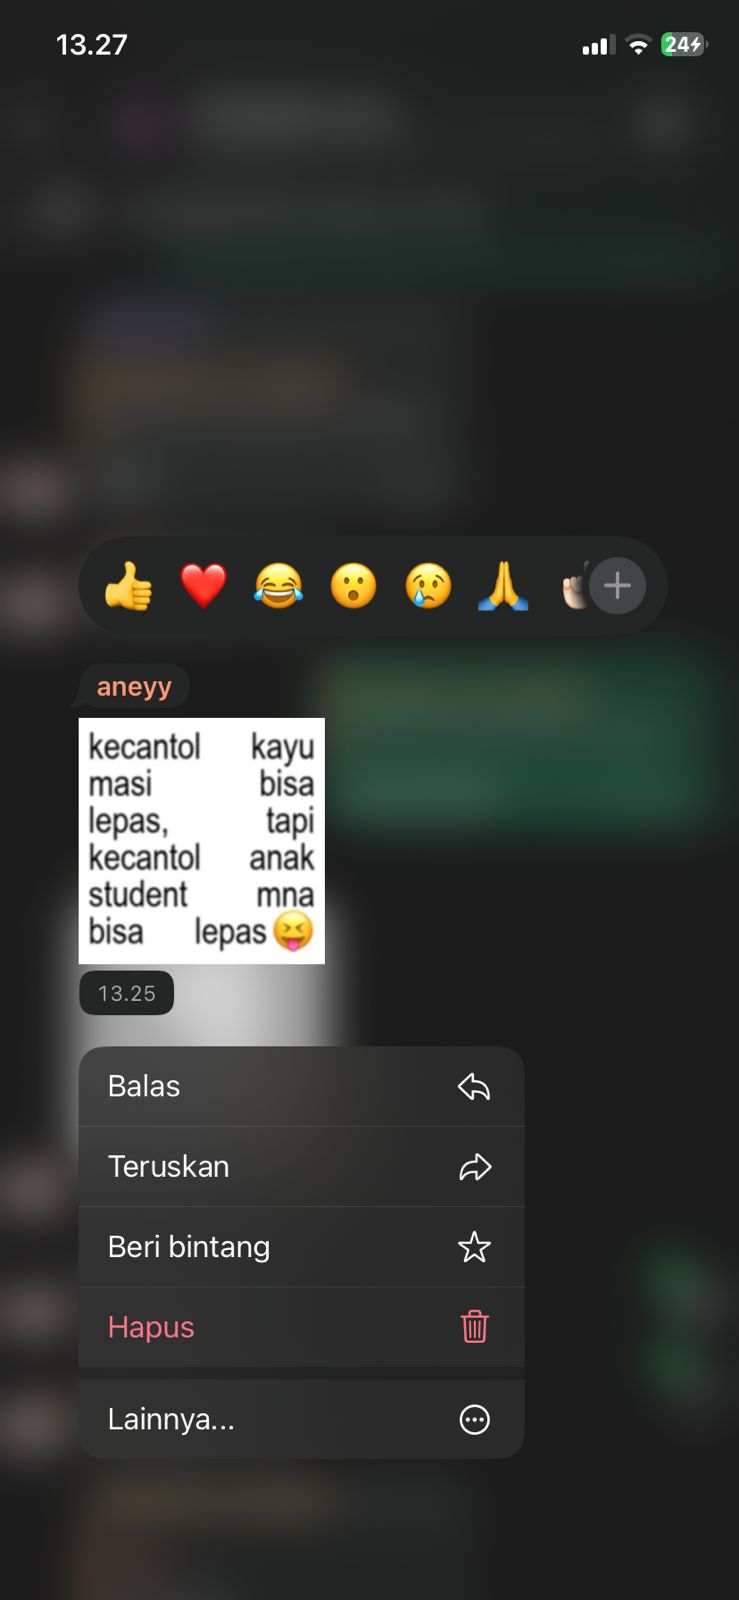 13.27
24
aneyy
kecantol kayu
masi bisa
lepas, tapi
kecantol anak
student mna
bisa lepas😝
13.25
Balas
Teruskan
Beri bintang
Hapus
Lainnya...